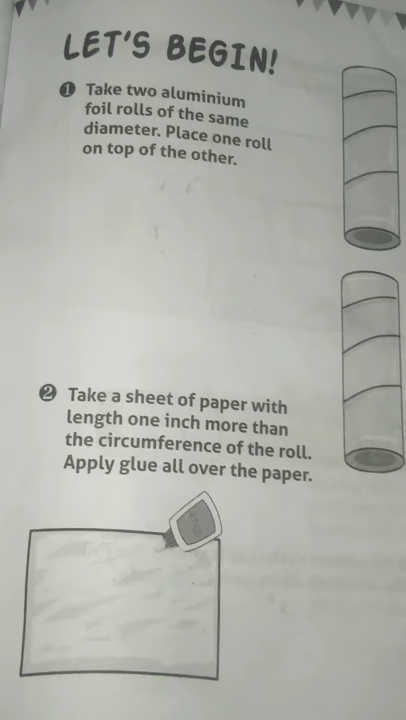 LET'S BEGIN!
❶ Take two aluminium
foil rolls of the same
diameter. Place one roll
on top of the other.
❷ Take a sheet of paper with
length one inch more than
the circumference of the roll.
Apply glue all over the paper.